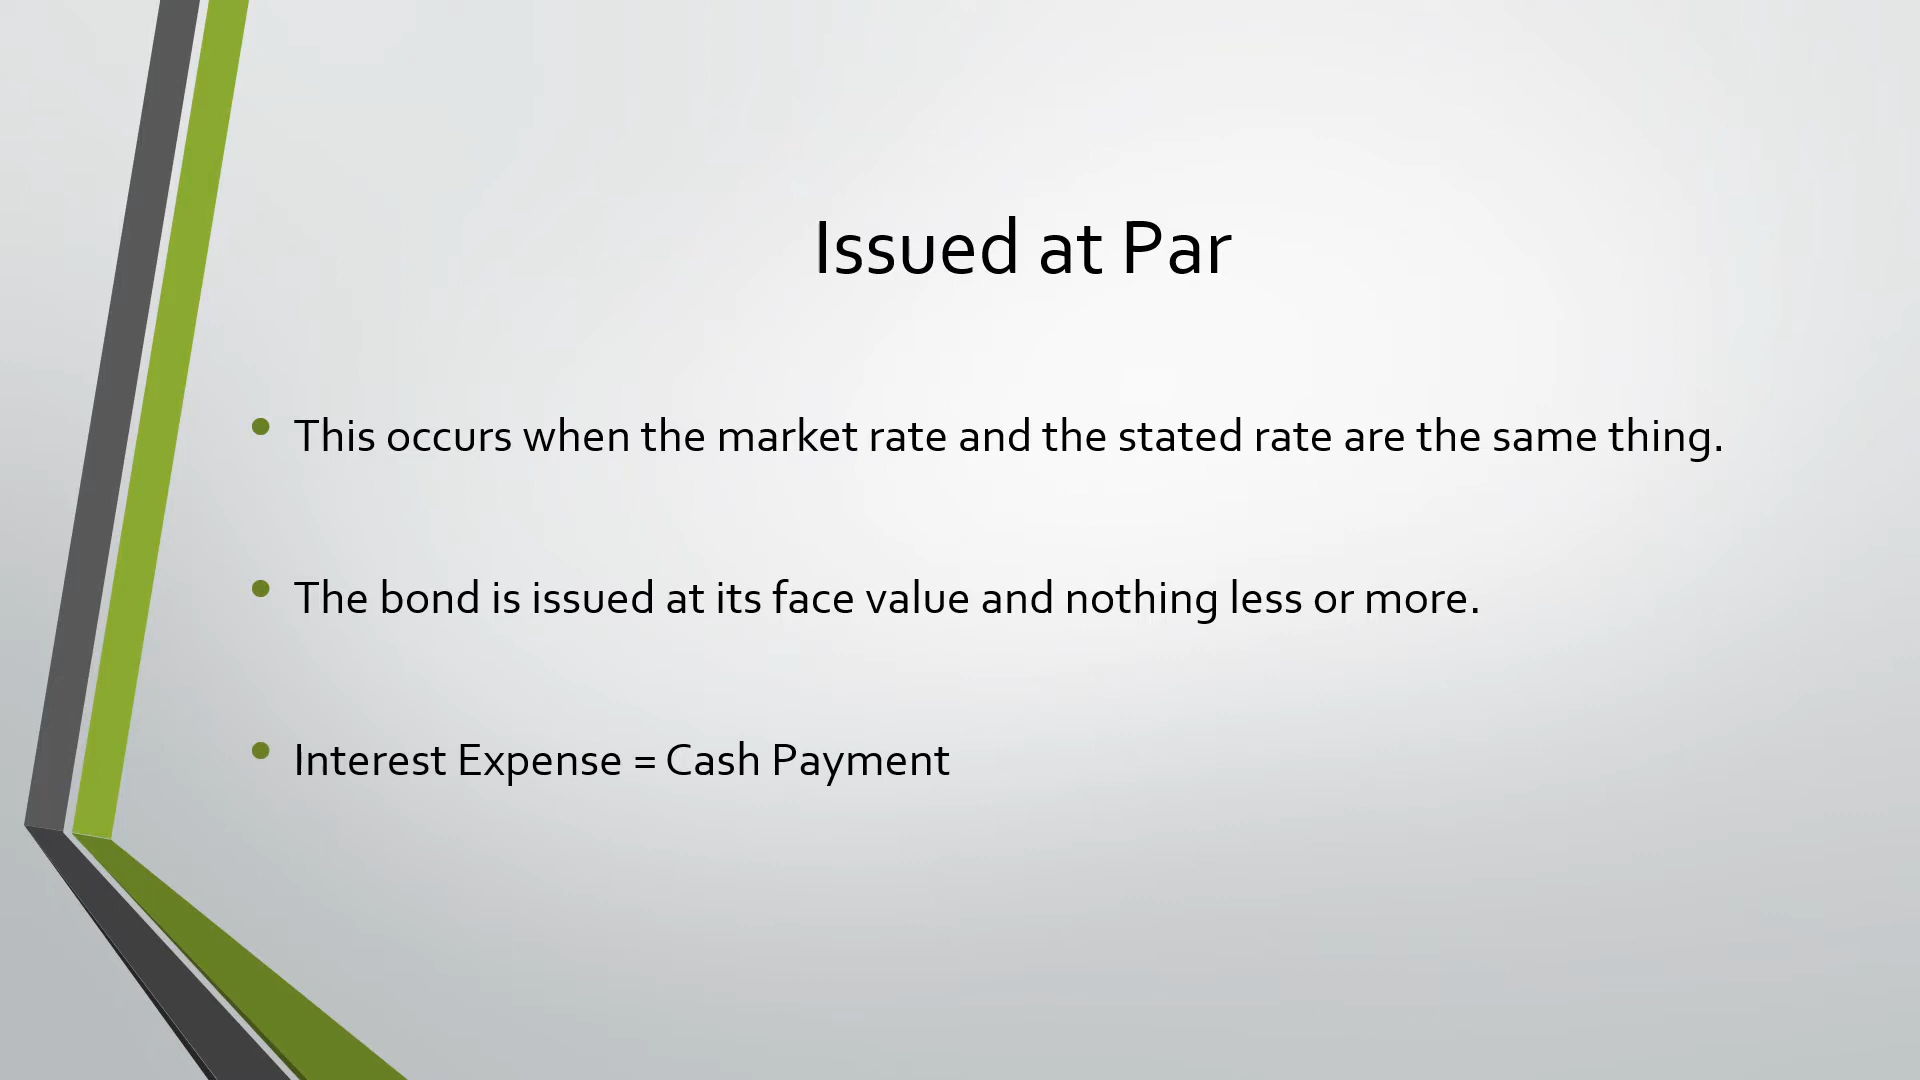 Issued at Par
• This occurs when the market rate and the stated rate are the same thing.
• The bond is issued at its face value and nothing less or more.
• Interest Expense = Cash Payment